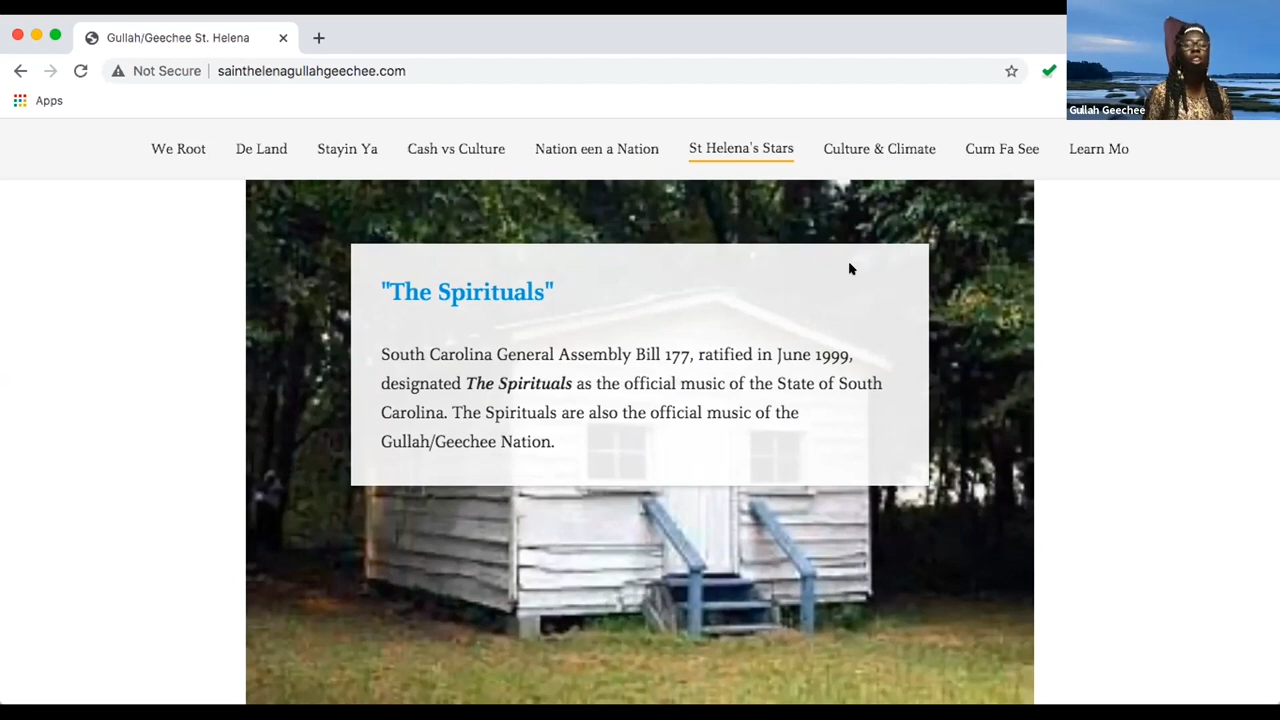 Gullah/Geechee St. Helena
Not Secure
sainthelenagullahgeechee.com
Apps
Gullah Geechee
We Root
De Land
Stayin Ya
Cash vs Culture
Nation een a Nation
St Helena's Stars
Culture & Climate
Cum Fa See
Learn Mo
"The Spirituals"
South Carolina General Assembly Bill 177, ratified in June 1999,
designated The Spirituals as the official music of the State of South
Carolina. The Spirituals are also the official music of the
Gullah/Geechee Nation.